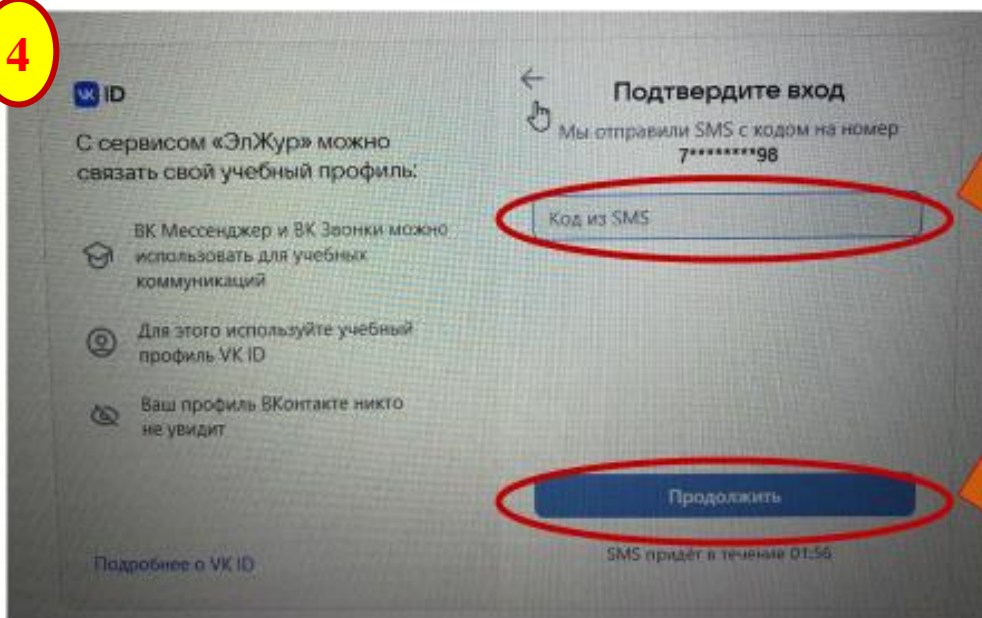 4
VK ID
С сервисом «ЭлЖур» можно
связать свой учебный профиль:
ВК Мессенджер и ВК Звонки можно
использовать для учебных
коммуникаций
Для этого используйте учебный
профиль VK ID
Ваш профиль ВКонтакте никто
не увидит
Подробнее о VK ID
Подтвердите вход
Мы отправили SMS с кодом на номер
7********98
Код из SMS
Продолжить
SMS придёт в течение 01:56